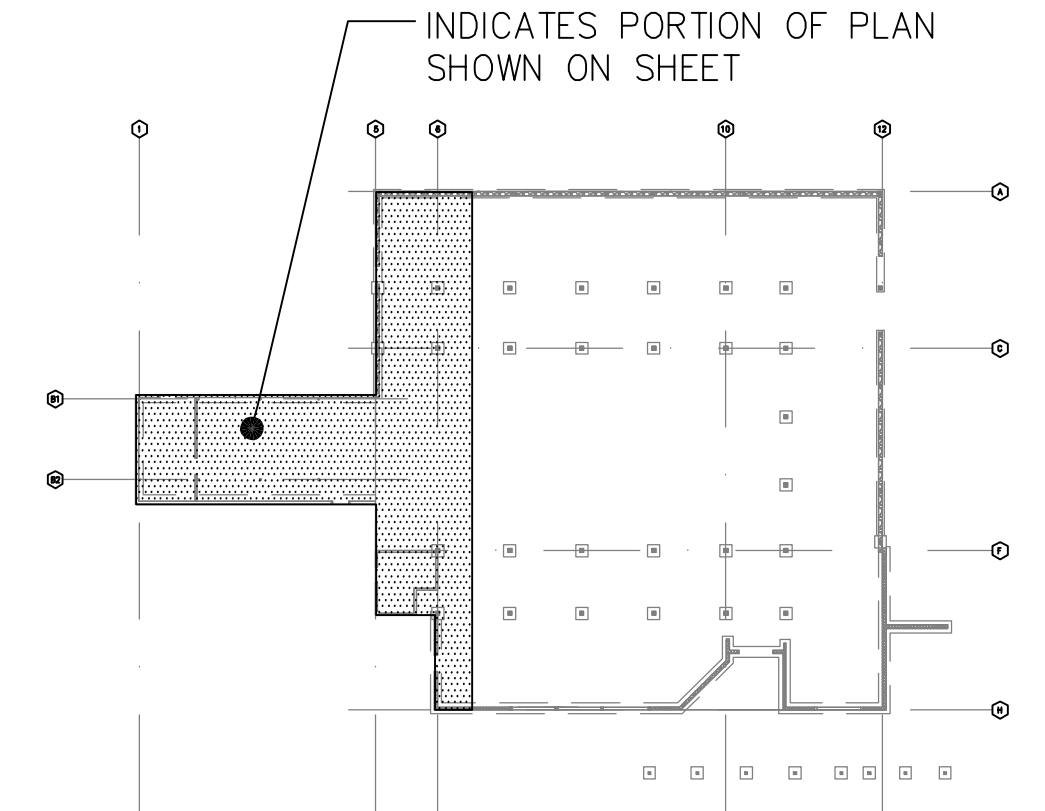 INDICATES PORTION OF PLAN
SHOWN ON SHEET
1
5
6
10
12
A
C
B1
B2
F
H